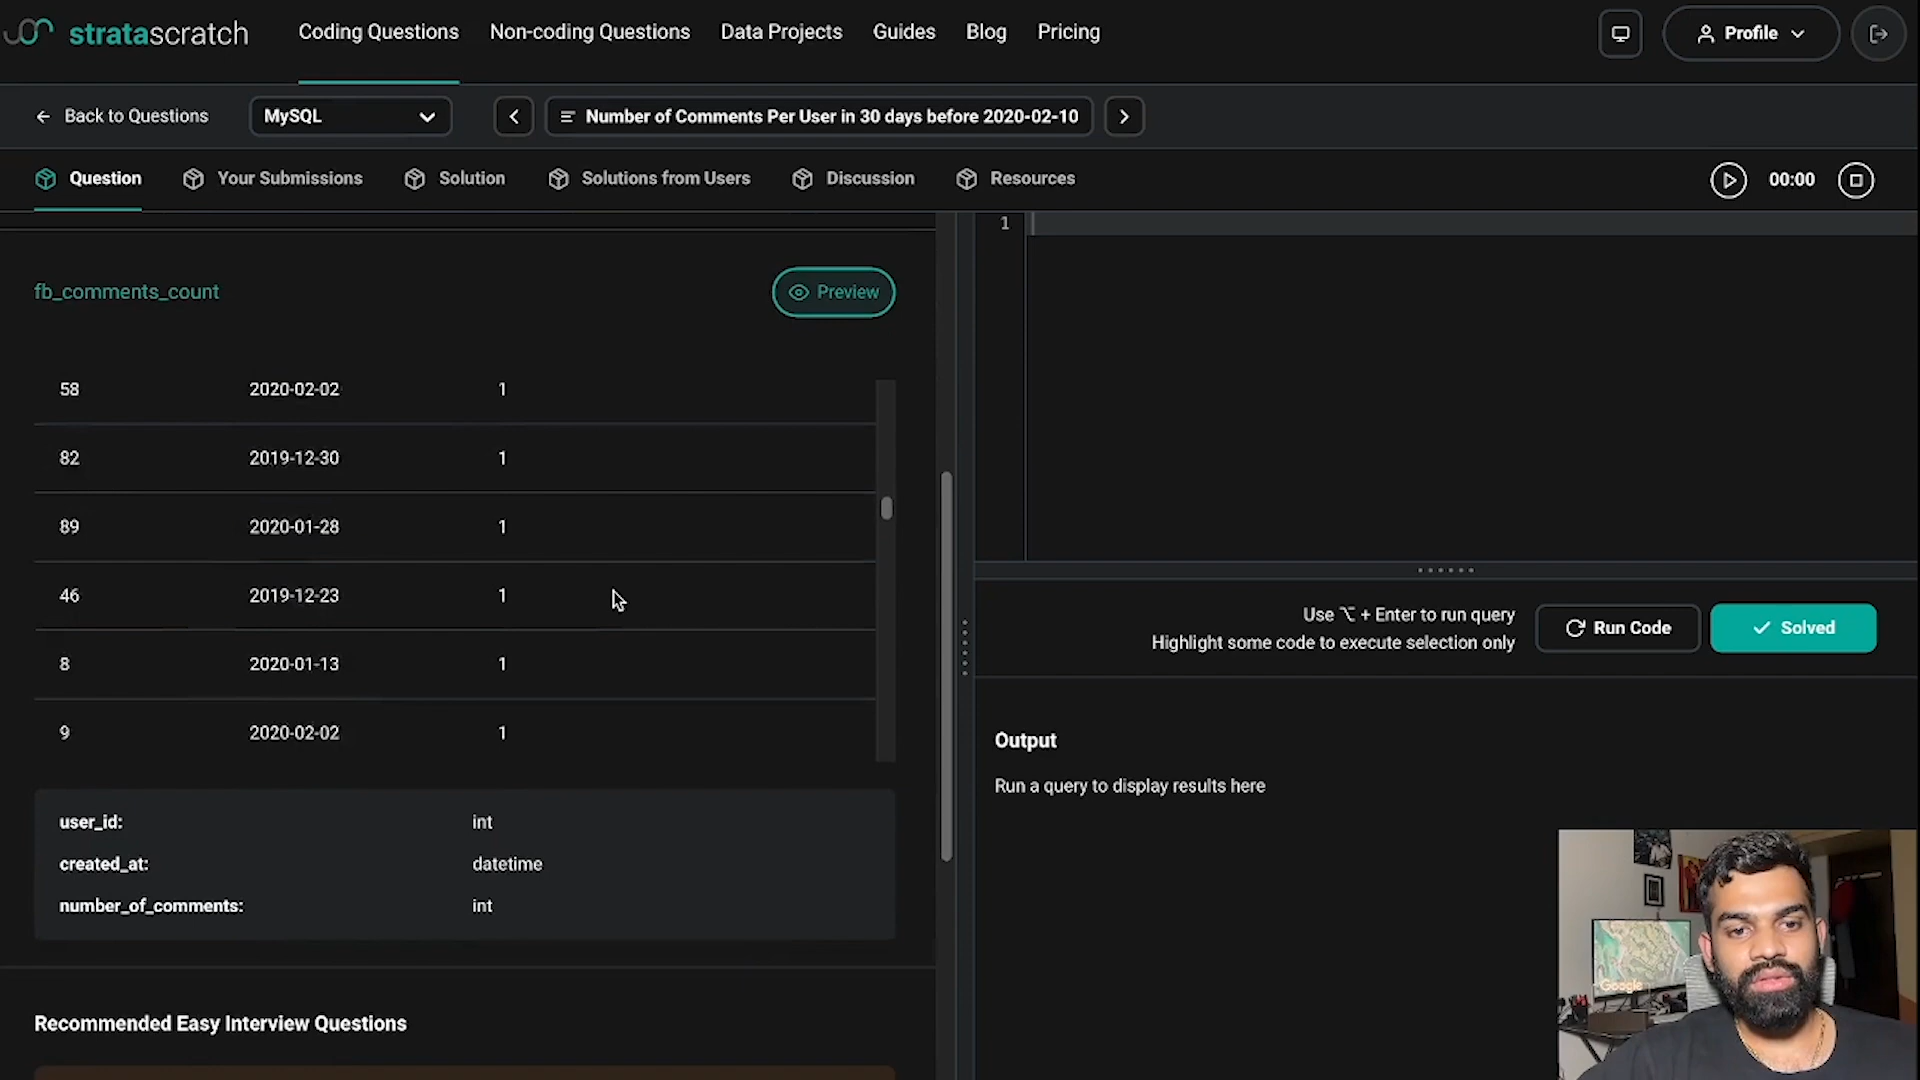 stratascratch
Coding Questions
Non-coding Questions
Data Projects
Guides
Blog
Pricing
Profile
Back to Questions
MySQL
Number of Comments Per User in 30 days before 2020-02-10
Question
Your Submissions
Solution
Solutions from Users
Discussion
Resources
00:00
fb_comments_count
Preview
58 2020-02-02 1
82 2019-12-30 1
89 2020-01-28 1
46 2019-12-23 1
8 2020-01-13 1
9 2020-02-02 1
user_id: int
created_at: datetime
number_of_comments: int
Recommended Easy Interview Questions
1
Use ⌥ + Enter to run query
Highlight some code to execute selection only
Run Code
Solved
Output
Run a query to display results here
Google